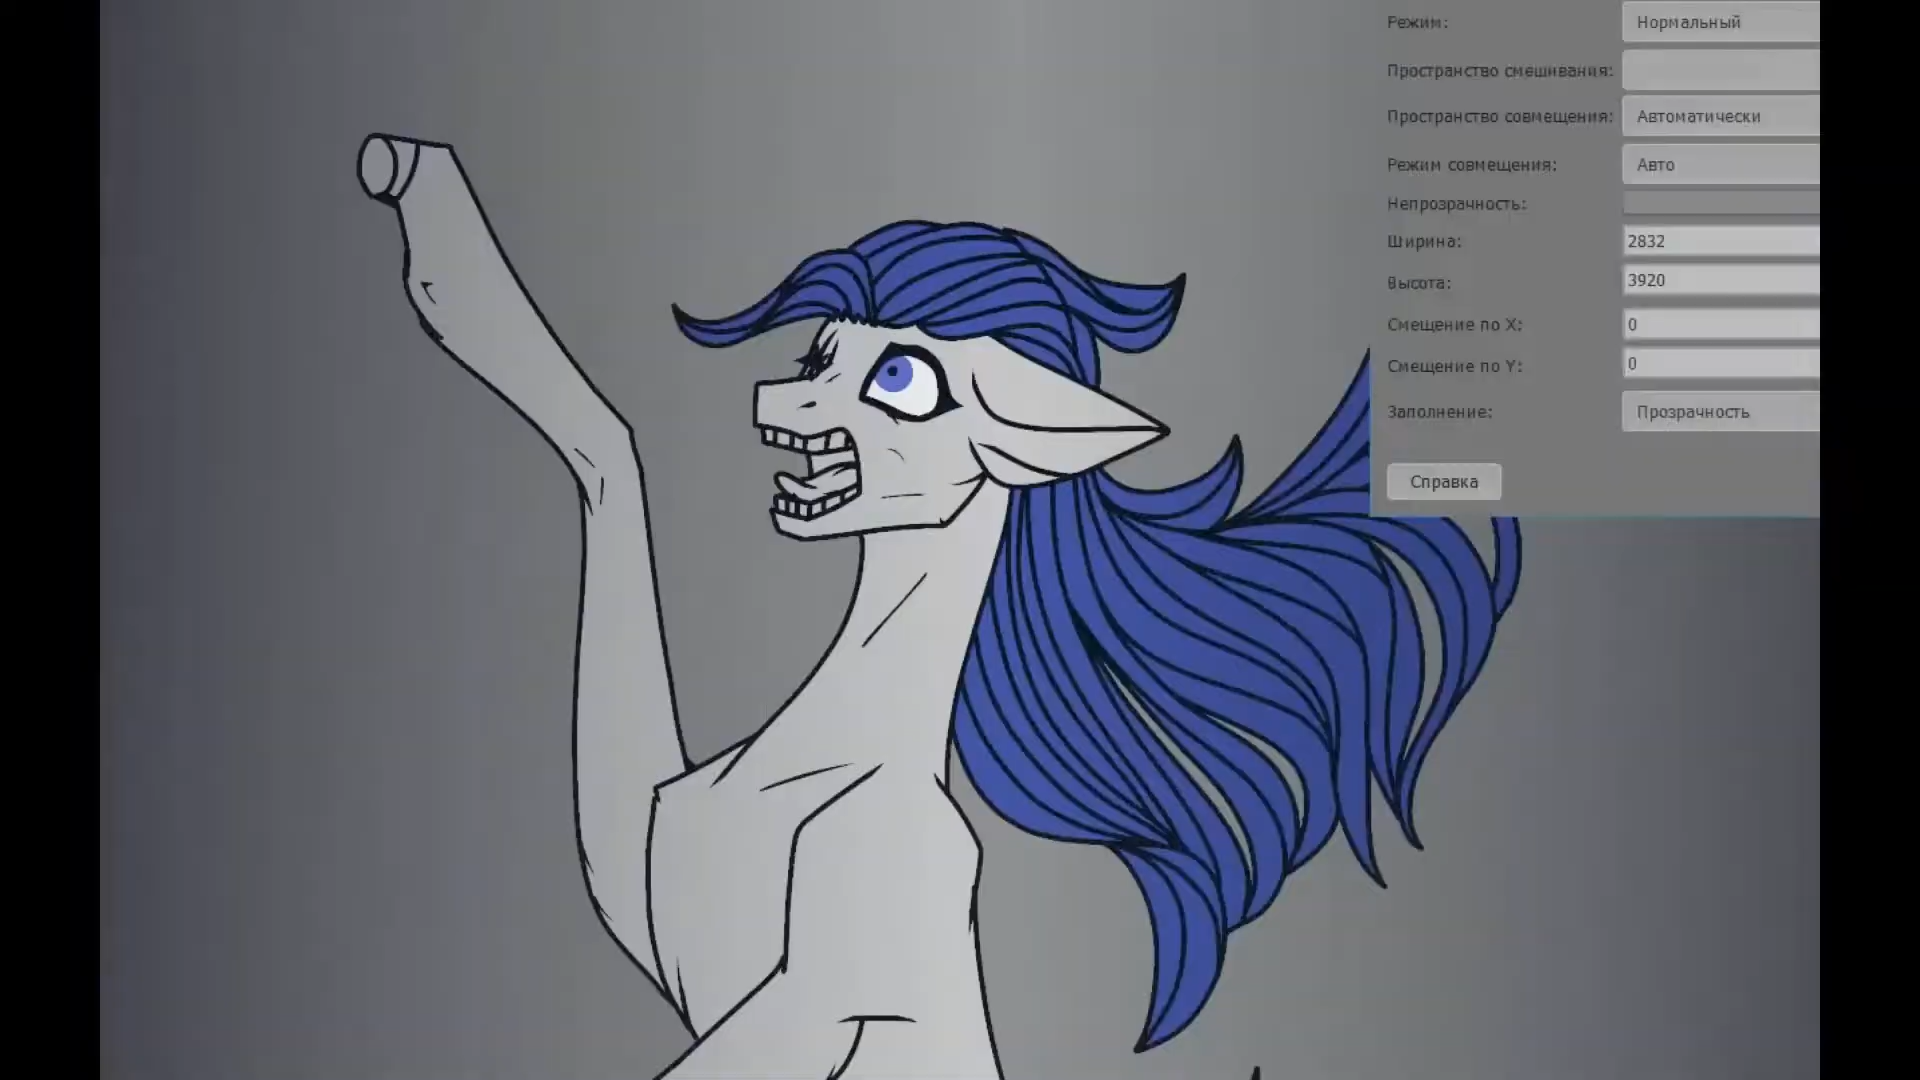 Режим: Нормальный
Пространство смешивания:
Пространство совмещения: Автоматически
Режим совмещения: Авто
Непрозрачность:
Ширина: 2832
Высота: 3920
Смещение по X: 0
Смещение по Y: 0
Заполнение: Прозрачность
Справка